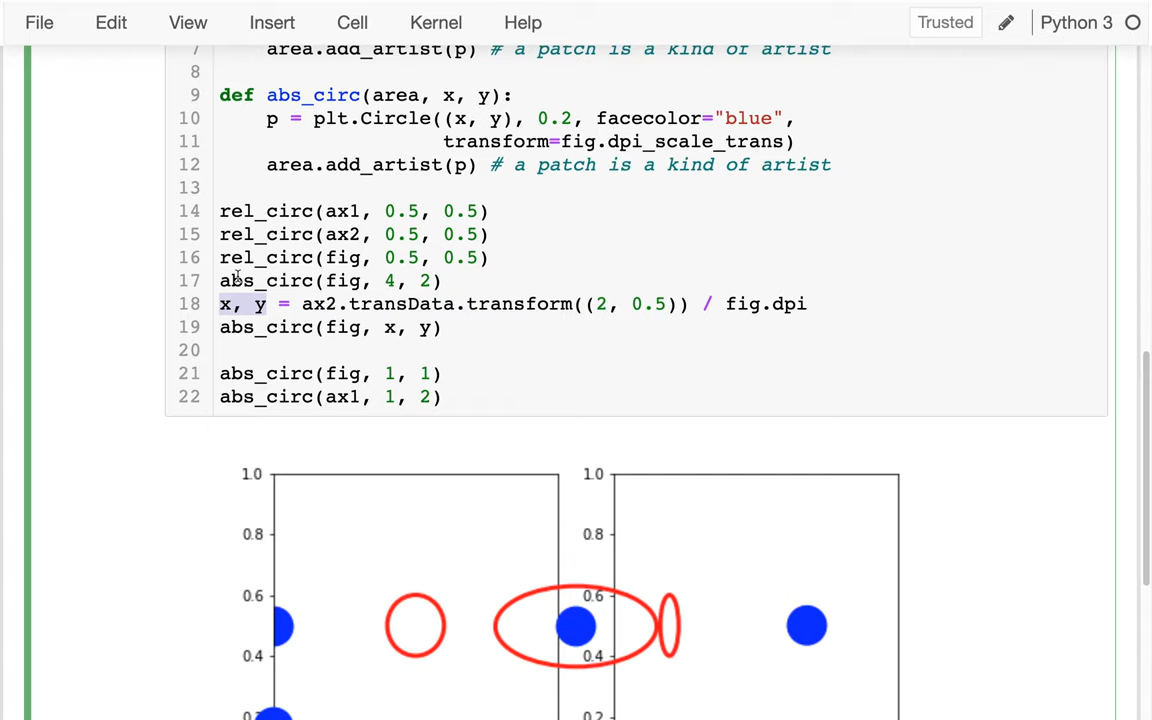 File Edit View Insert Cell Kernel Help Trusted Python 3
7 area.add_artist(p) # a patch is a kind of artist
8
9 def abs_circ(area, x, y):
10 p = plt.Circle((x, y), 0.2, facecolor="blue",
11 transform=fig.dpi_scale_trans)
12 area.add_artist(p) # a patch is a kind of artist
13
14 rel_circ(ax1, 0.5, 0.5)
15 rel_circ(ax2, 0.5, 0.5)
16 rel_circ(fig, 0.5, 0.5)
17 abs_circ(fig, 4, 2)
18 x, y = ax2.transData.transform((2, 0.5)) / fig.dpi
19 abs_circ(fig, x, y)
20
21 abs_circ(fig, 1, 1)
22 abs_circ(ax1, 1, 2)
1.0 1.0
0.8 0.8
0.6 0.6
0.4 0.4
0.2 0.2